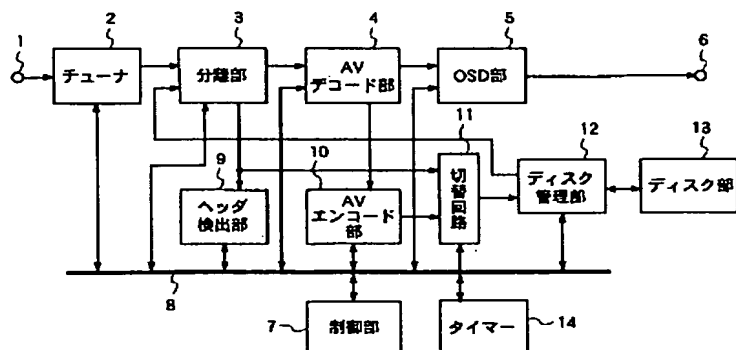 1
2
3
4
5
6
チューナ
分離部
AV
デコード部
OSD部
9
10
11
12
13
ヘッダ
検出部
AV
エンコード
部
切替回路
ディスク
管理部
ディスク部
8
7
制御部
タイマー
14